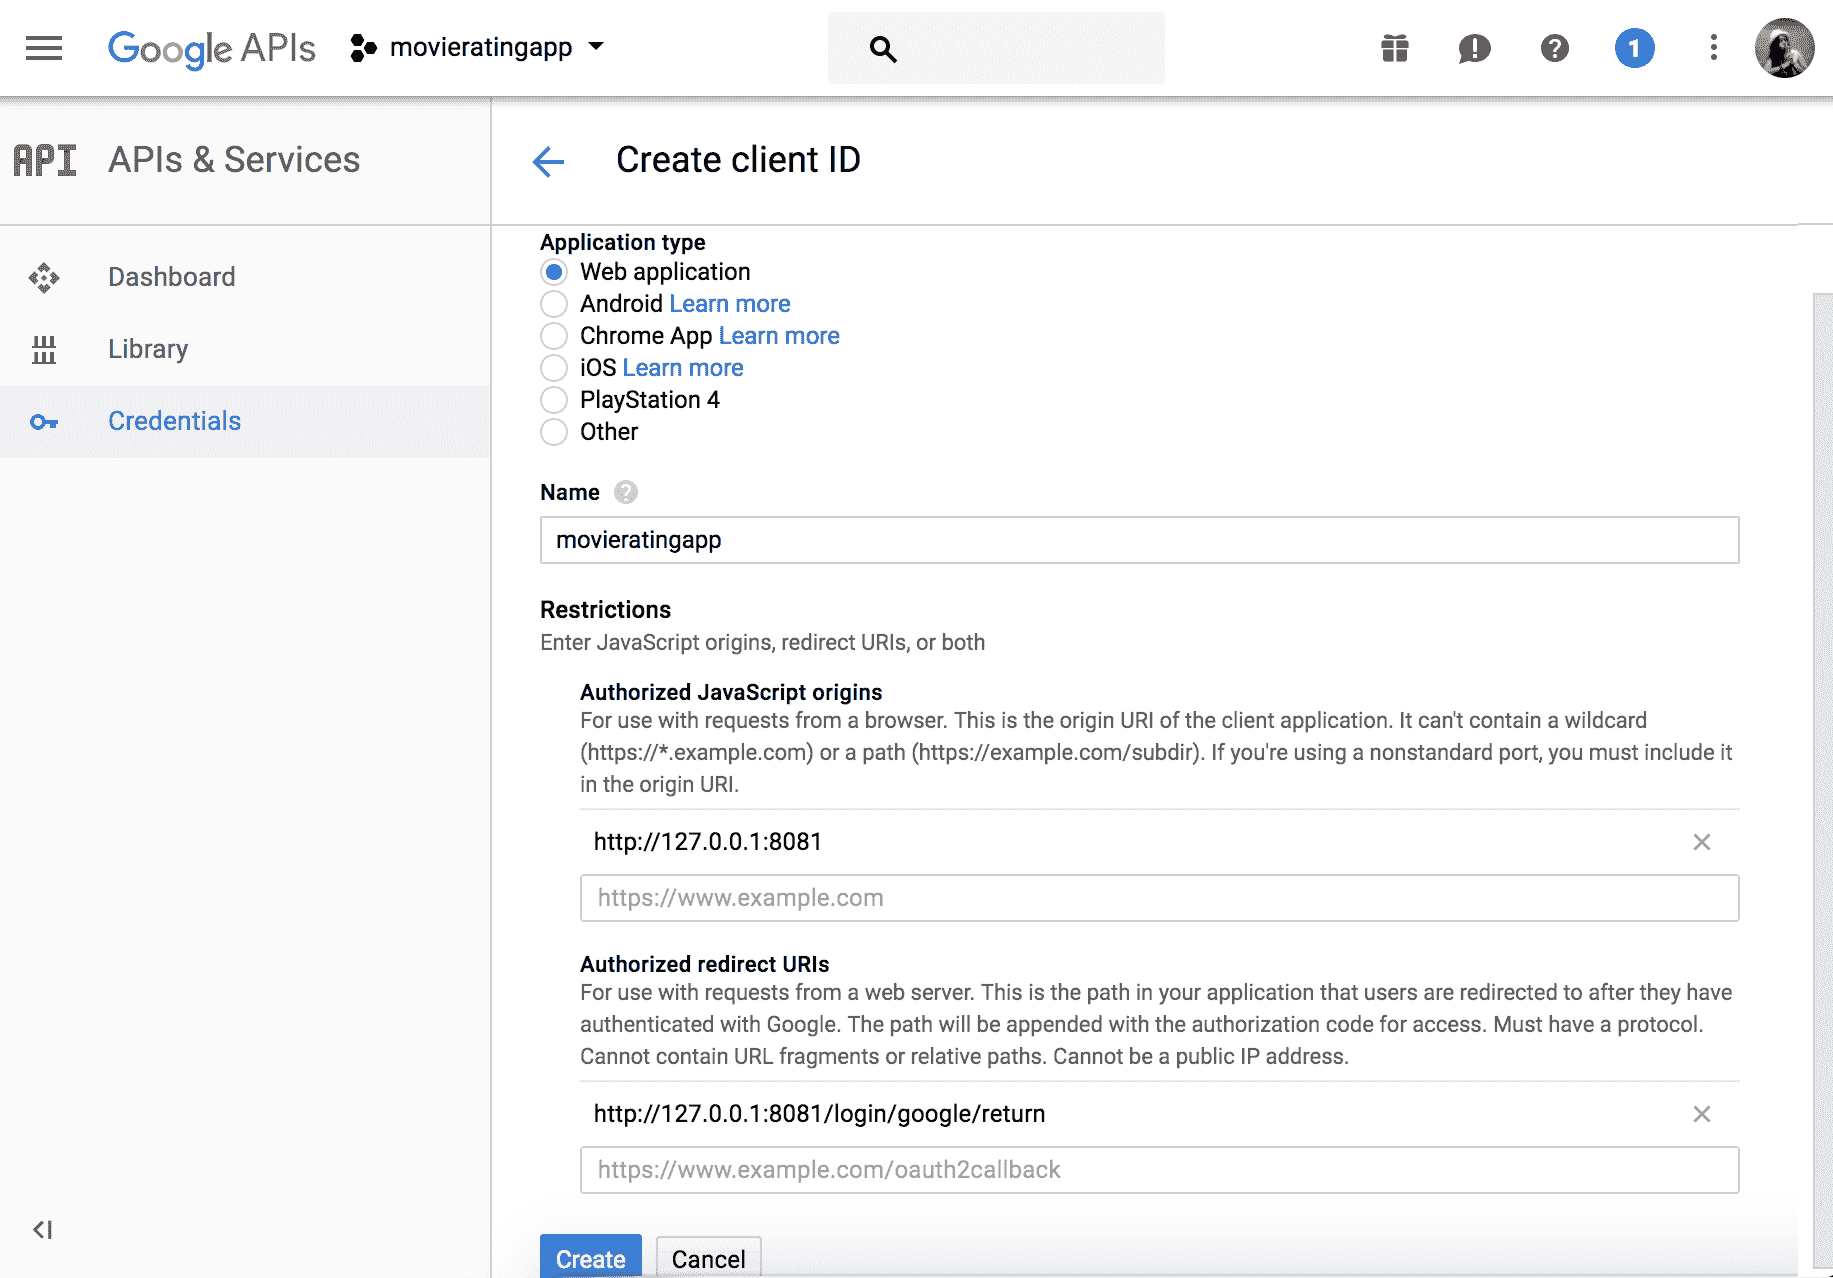 Google APIs
movieratingapp
1
API
APIs & Services
Create client ID
Dashboard
Library
Credentials
Application type
Web application
Android Learn more
Chrome App Learn more
iOS Learn more
PlayStation 4
Other
Name
movieratingapp
Restrictions
Enter JavaScript origins, redirect URIs, or both
Authorized JavaScript origins
For use with requests from a browser. This is the origin URI of the client application. It can't contain a wildcard
(https://*.example.com) or a path (https://example.com/subdir). If you're using a nonstandard port, you must include it
in the origin URI.
http://127.0.0.1:8081
https://www.example.com
Authorized redirect URIs
For use with requests from a web server. This is the path in your application that users are redirected to after they have
authenticated with Google. The path will be appended with the authorization code for access. Must have a protocol.
Cannot contain URL fragments or relative paths. Cannot be a public IP address.
http://127.0.0.1:8081/login/google/return
https://www.example.com/oauth2callback
Create
Cancel